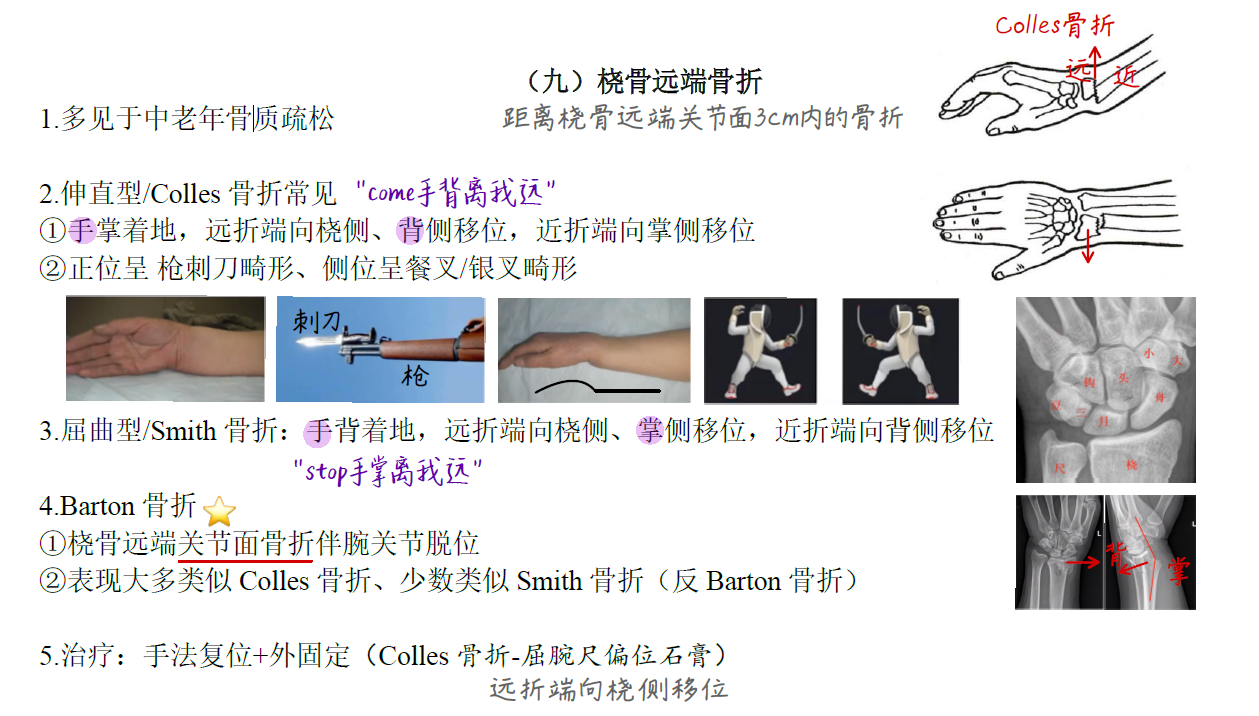 Colles骨折
远 近
（九）桡骨远端骨折
1.多见于中老年骨质疏松
距离桡骨远端关节面3cm内的骨折
2.伸直型/Colles 骨折常见 "come手背离我远"
①手掌着地，远折端向桡侧、背侧移位，近折端向掌侧移位
②正位呈 枪刺刀畸形、侧位呈餐叉/银叉畸形
刺刀
枪
小 大
钩 头 舟
豆 三 月
尺 桡
3.屈曲型/Smith 骨折：手背着地，远折端向桡侧、掌侧移位，近折端向背侧移位
"stop手掌离我远"
4.Barton 骨折
①桡骨远端关节面骨折伴腕关节脱位
②表现大多类似 Colles 骨折、少数类似 Smith 骨折（反 Barton 骨折）
L
背 掌
L
5.治疗：手法复位+外固定（Colles 骨折-屈腕尺偏位石膏）
远折端向桡侧移位